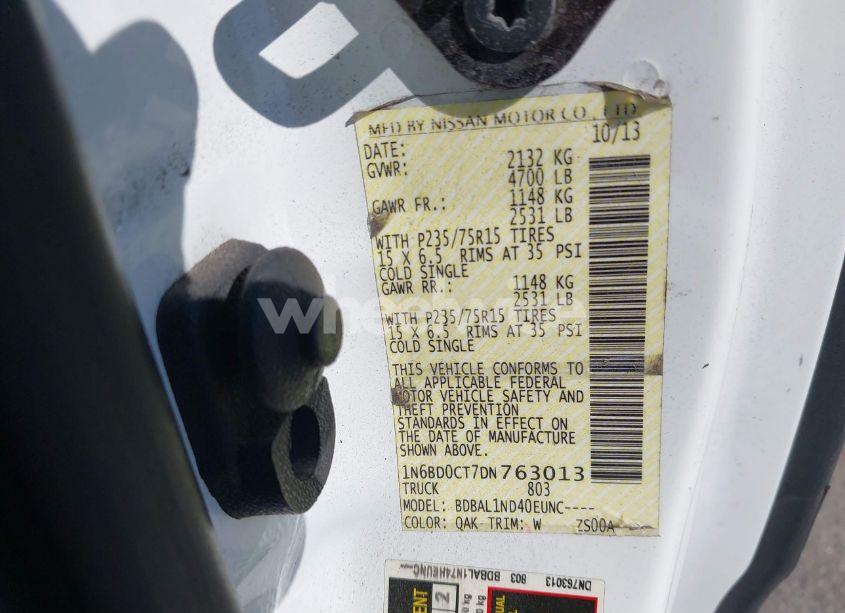 MFD BY NISSAN MOTOR CO., LTD
DATE: 10/13
GVWR: 2132 KG
4700 LB
GAWR FR.: 1148 KG
2531 LB
WITH P235/75R15 TIRES
15 X 6.5 RIMS AT 35 PSI
COLD SINGLE
GAWR RR.: 1148 KG
2531 LB
WITH P235/75R15 TIRES
15 X 6.5 RIMS AT 35 PSI
COLD SINGLE
THIS VEHICLE CONFORMS TO
ALL APPLICABLE FEDERAL
MOTOR VEHICLE SAFETY AND
THEFT PREVENTION
STANDARDS IN EFFECT ON
THE DATE OF MANUFACTURE
SHOWN ABOVE.
1N6BD0CT7DN763013
TRUCK 803
MODEL: BDBAL1ND40EUNC----
COLOR: QAK TRIM: W ZS00A
DN763013
803 BDBAL1N74HEUNC
2